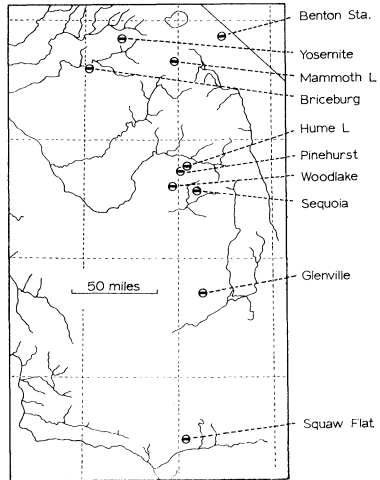 Benton Sta.
Yosemite
Mammoth L
Briceburg
Hume L
Pinehurst
Woodlake
Sequoia
50 miles
Glenville
Squaw Flat